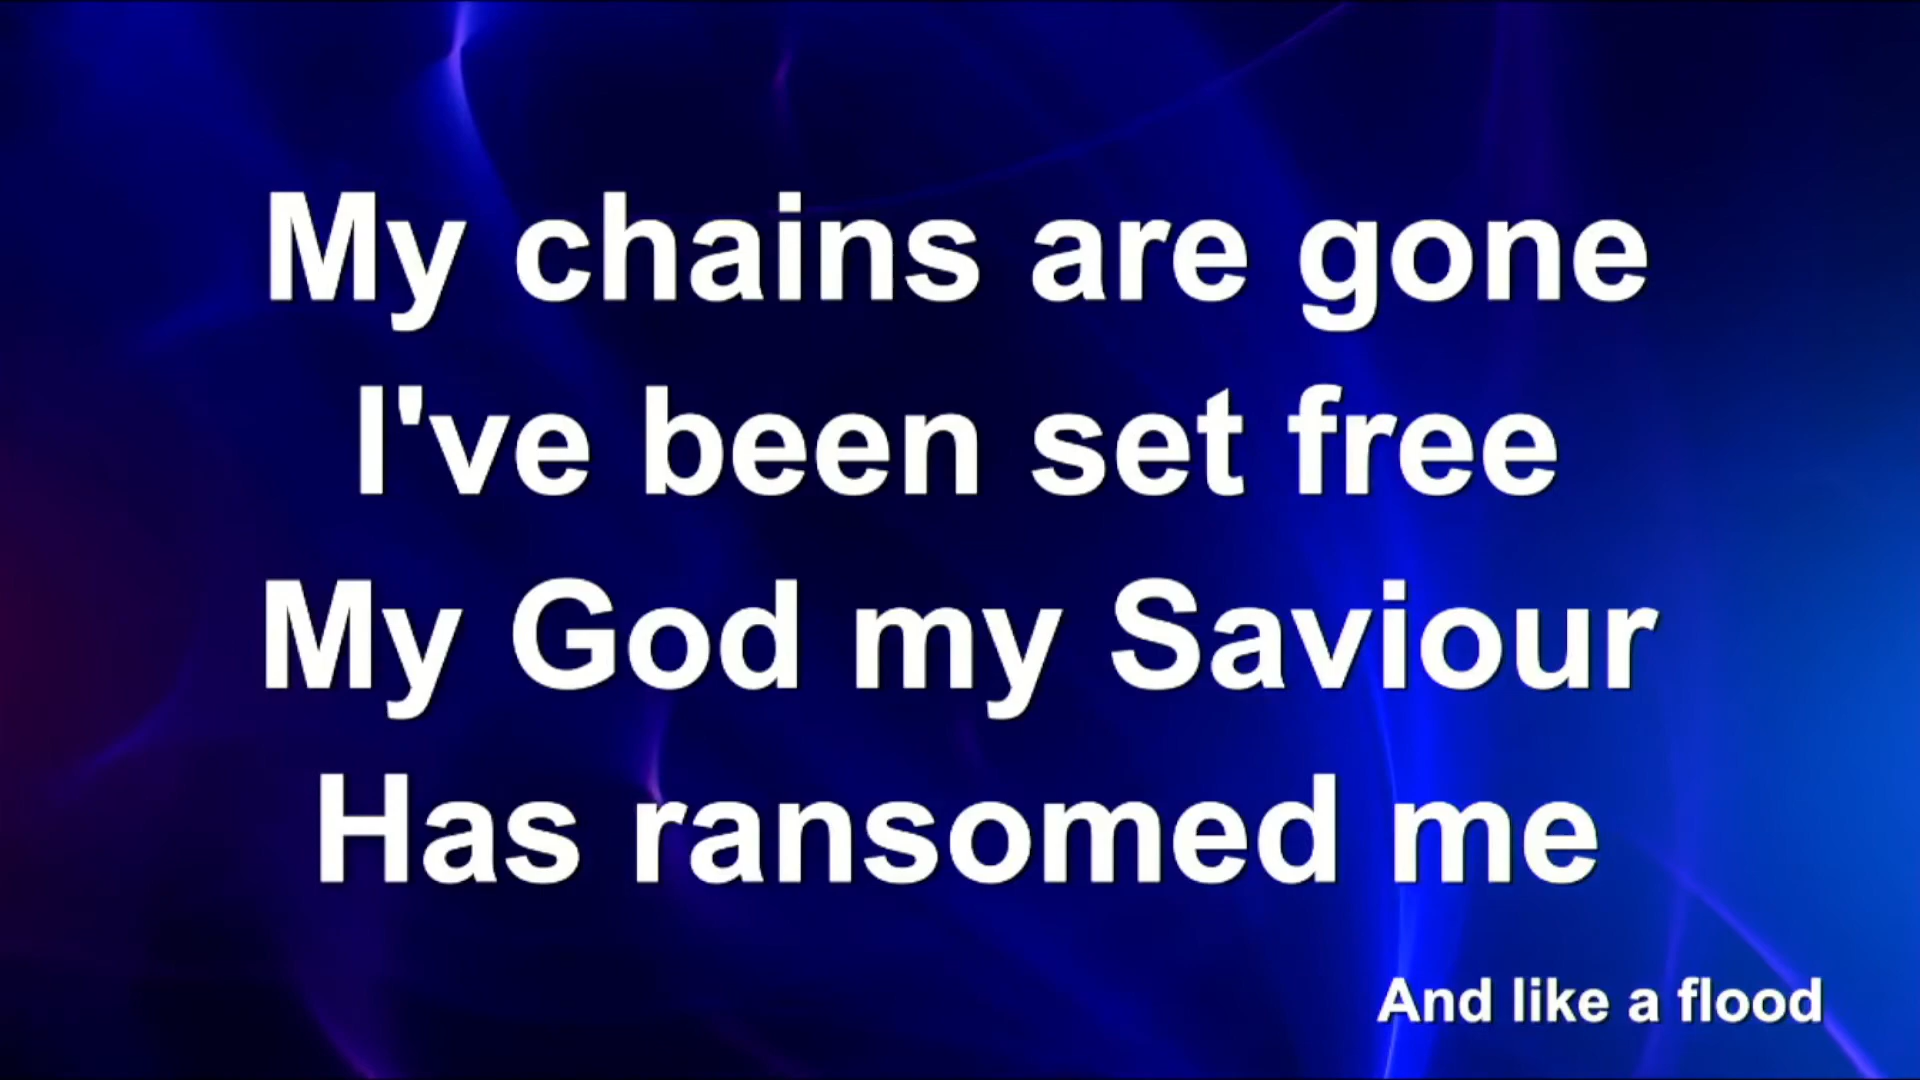 My chains are gone
I've been set free
My God my Saviour
Has ransomed me
And like a flood